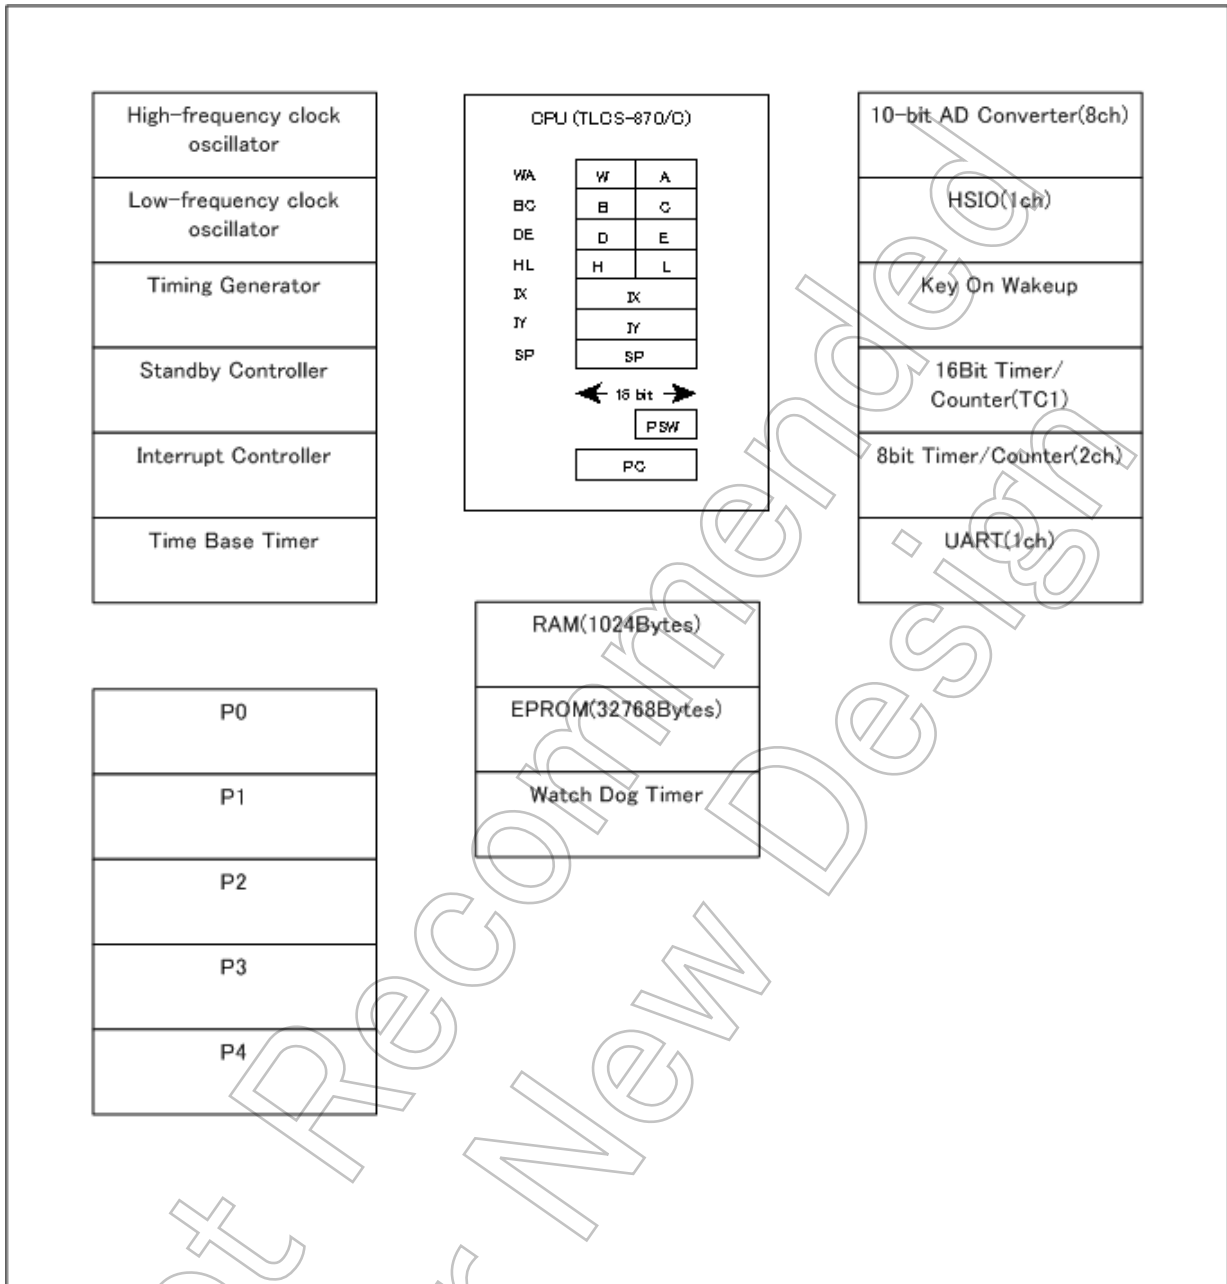 High-frequency clock
oscillator
Low-frequency clock
oscillator
Timing Generator
Standby Controller
Interrupt Controller
Time Base Timer
CPU (TLCS-870/C)
WA W A
BC B C
DE D E
HL H L
IX IX
IY IY
SP SP
16 bit
PSW
PC
10-bit AD Converter(8ch)
HSIO(1ch)
Key On Wakeup
16Bit Timer/
Counter(TC1)
8bit Timer/Counter(2ch)
UART(1ch)
RAM(1024Bytes)
EPROM(32768Bytes)
Watch Dog Timer
P0
P1
P2
P3
P4
Recommended
New Design